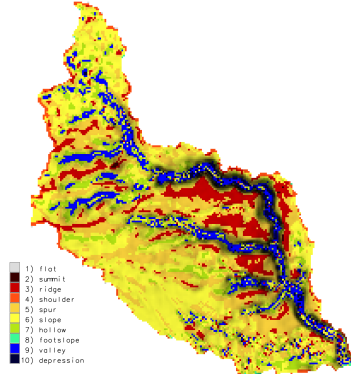 1) flat
2) summit
3) ridge
4) shoulder
5) spur
6) slope
7) hollow
8) footslope
9) valley
10) depression